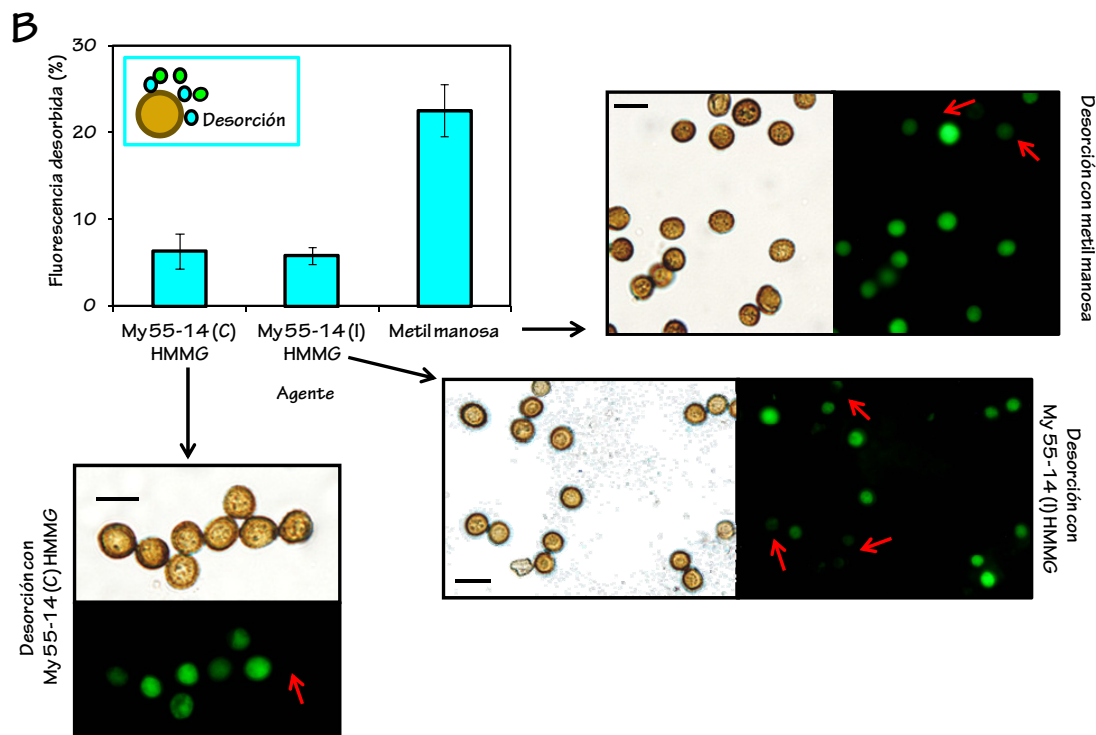 B
Fluorescencia desorbida (%)
30
20
10
0
Desorción
My55-14 (C)
HMMG
My55-14 (I)
HMMG
Metil manosa
Agente
Desorción con metil manosa
Desorción con
My 55-14 (I) HMMG
Desorción con
My55-14 (C) HMMG